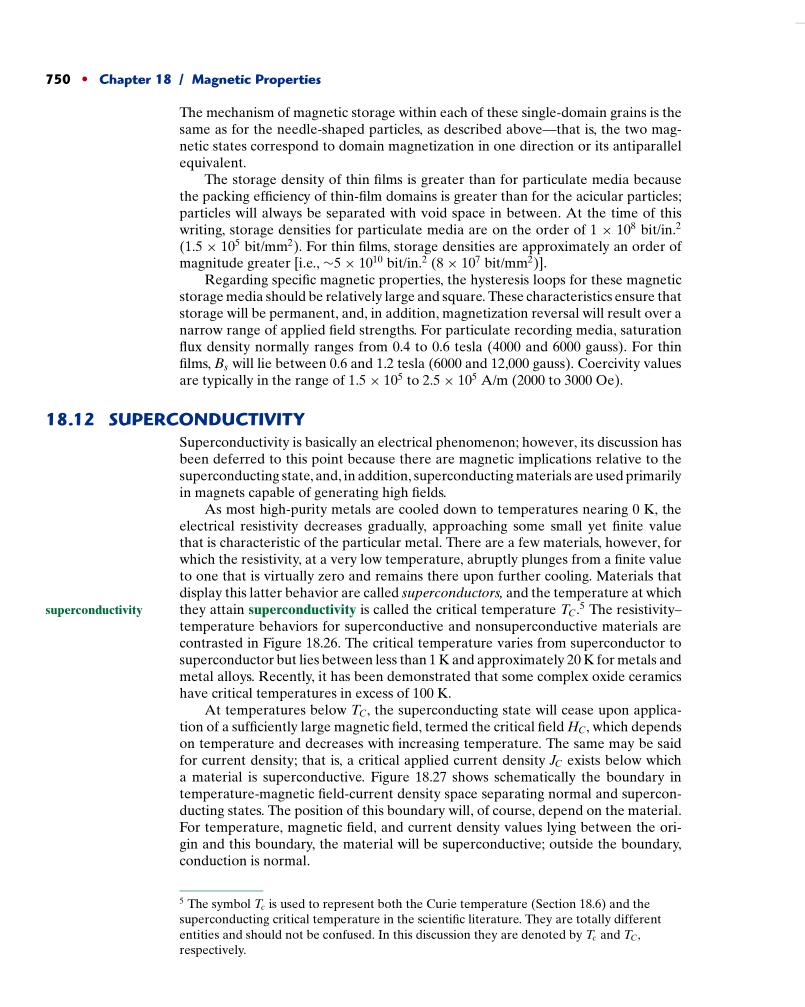 750 • Chapter 18 / Magnetic Properties
The mechanism of magnetic storage within each of these single-domain grains is the
same as for the needle-shaped particles, as described above—that is, the two mag-
netic states correspond to domain magnetization in one direction or its antiparallel
equivalent.
The storage density of thin films is greater than for particulate media because
the packing efficiency of thin-film domains is greater than for the acicular particles;
particles will always be separated with void space in between. At the time of this
writing, storage densities for particulate media are on the order of 1 × 10⁸ bit/in.²
(1.5 × 10⁵ bit/mm²). For thin films, storage densities are approximately an order of
magnitude greater [i.e., ~5 × 10¹⁰ bit/in.² (8 × 10⁷ bit/mm²)].
Regarding specific magnetic properties, the hysteresis loops for these magnetic
storage media should be relatively large and square. These characteristics ensure that
storage will be permanent, and, in addition, magnetization reversal will result over a
narrow range of applied field strengths. For particulate recording media, saturation
flux density normally ranges from 0.4 to 0.6 tesla (4000 and 6000 gauss). For thin
films, Bₛ will lie between 0.6 and 1.2 tesla (6000 and 12,000 gauss). Coercivity values
are typically in the range of 1.5 × 10⁵ to 2.5 × 10⁵ A/m (2000 to 3000 Oe).
18.12 SUPERCONDUCTIVITY
Superconductivity is basically an electrical phenomenon; however, its discussion has
been deferred to this point because there are magnetic implications relative to the
superconducting state, and, in addition, superconducting materials are used primarily
in magnets capable of generating high fields.
As most high-purity metals are cooled down to temperatures nearing 0 K, the
electrical resistivity decreases gradually, approaching some small yet finite value
that is characteristic of the particular metal. There are a few materials, however, for
which the resistivity, at a very low temperature, abruptly plunges from a finite value
to one that is virtually zero and remains there upon further cooling. Materials that
display this latter behavior are called superconductors, and the temperature at which
superconductivity
they attain superconductivity is called the critical temperature T_C.⁵ The resistivity–
temperature behaviors for superconductive and nonsuperconductive materials are
contrasted in Figure 18.26. The critical temperature varies from superconductor to
superconductor but lies between less than 1 K and approximately 20 K for metals and
metal alloys. Recently, it has been demonstrated that some complex oxide ceramics
have critical temperatures in excess of 100 K.
At temperatures below T_C, the superconducting state will cease upon applica-
tion of a sufficiently large magnetic field, termed the critical field H_C, which depends
on temperature and decreases with increasing temperature. The same may be said
for current density; that is, a critical applied current density J_C exists below which
a material is superconductive. Figure 18.27 shows schematically the boundary in
temperature-magnetic field-current density space separating normal and supercon-
ducting states. The position of this boundary will, of course, depend on the material.
For temperature, magnetic field, and current density values lying between the ori-
gin and this boundary, the material will be superconductive; outside the boundary,
conduction is normal.
⁵ The symbol T_c is used to represent both the Curie temperature (Section 18.6) and the
superconducting critical temperature in the scientific literature. They are totally different
entities and should not be confused. In this discussion they are denoted by T_c and T_C,
respectively.